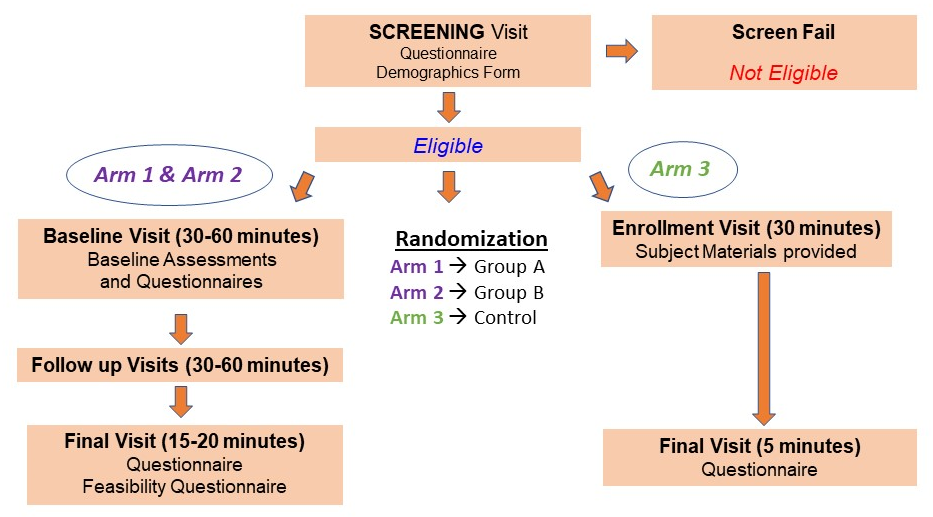 SCREENING Visit
Questionnaire
Demographics Form
Screen Fail
Not Eligible
Eligible
Arm 1 & Arm 2
Arm 3
Baseline Visit (30-60 minutes)
Baseline Assessments
and Questionnaires
Randomization
Arm 1 → Group A
Arm 2 → Group B
Arm 3 → Control
Enrollment Visit (30 minutes)
Subject Materials provided
Follow up Visits (30-60 minutes)
Final Visit (15-20 minutes)
Questionnaire
Feasibility Questionnaire
Final Visit (5 minutes)
Questionnaire